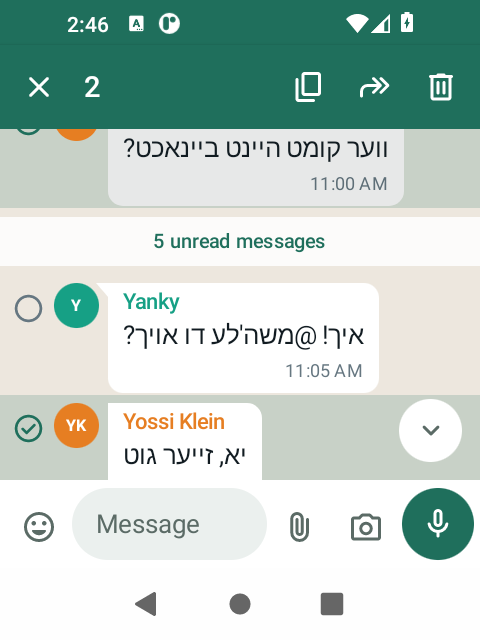 2:46
A
2
ווער קומט היינט ביינאכט?
11:00 AM
5 unread messages
Y
Yanky
איך! @משה'לע דו אויך?
11:05 AM
YK
Yossi Klein
יא, זייער גוט
Message